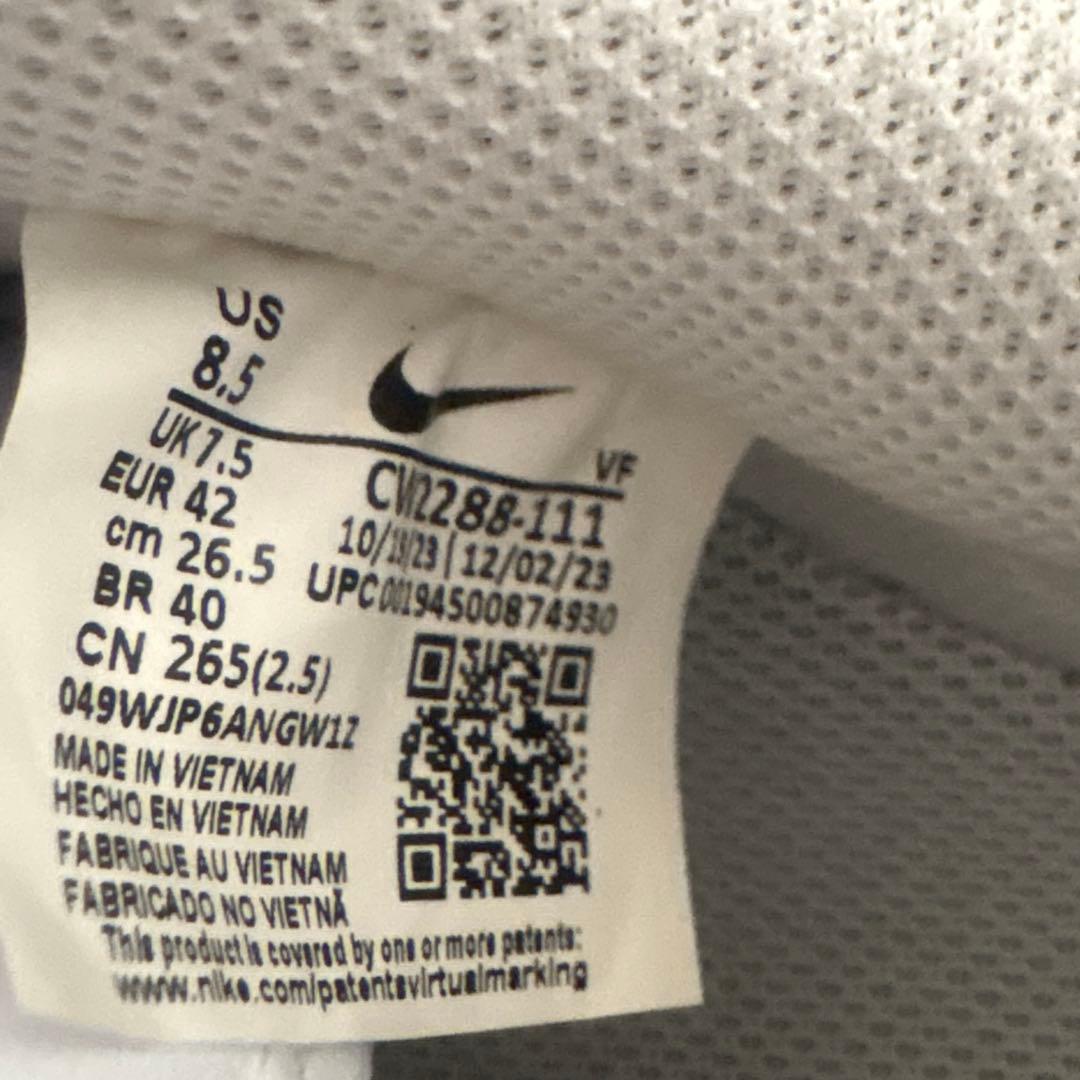 US
8.5
VF
UK 7.5
CW2288-111
EUR 42
10/13/23 | 12/02/23
cm 26.5
UPC 00194500874930
BR 40
CN 265(2.5)
049WJP6ANGW1Z
MADE IN VIETNAM
HECHO EN VIETNAM
FABRIQUE AU VIETNAM
FABRICADO NO VIETNÃ
This product is covered by one or more patents:
www.nike.com/patentsvirtualmarking